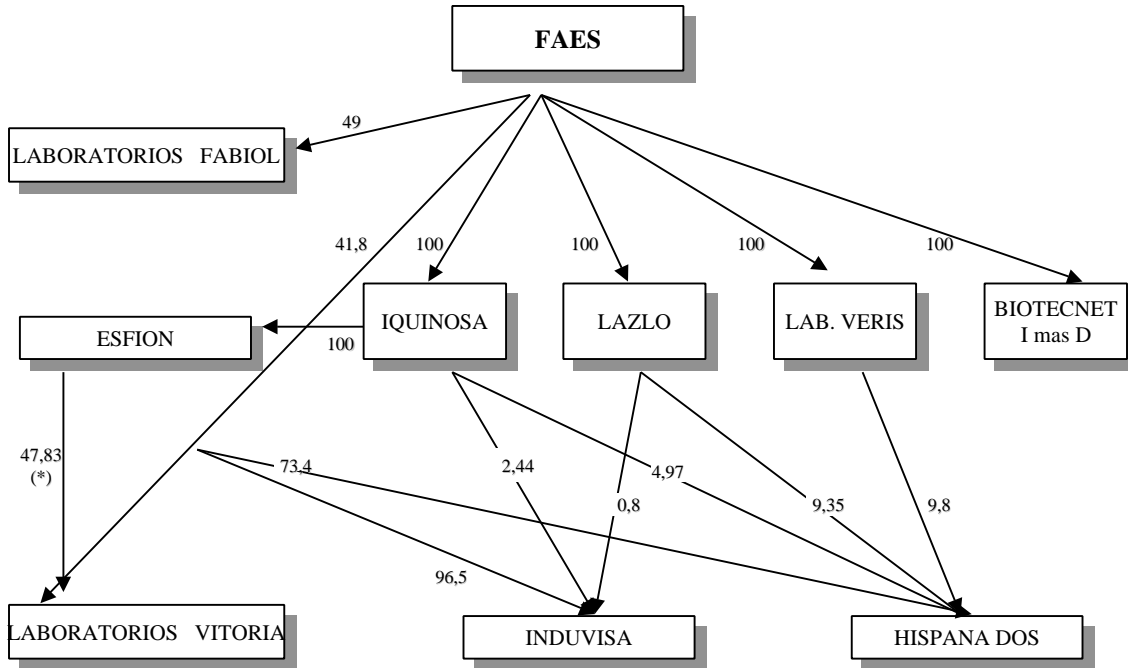 FAES
49
LABORATORIOS FABIOL
41,8
100
100
100
100
ESFION
100
IQUINOSA
LAZLO
LAB. VERIS
BIOTECNET
I mas D
47,83
(*)
73,4
2,44
4,97
0,8
9,35
9,8
96,5
LABORATORIOS VITORIA
INDUVISA
HISPANA DOS